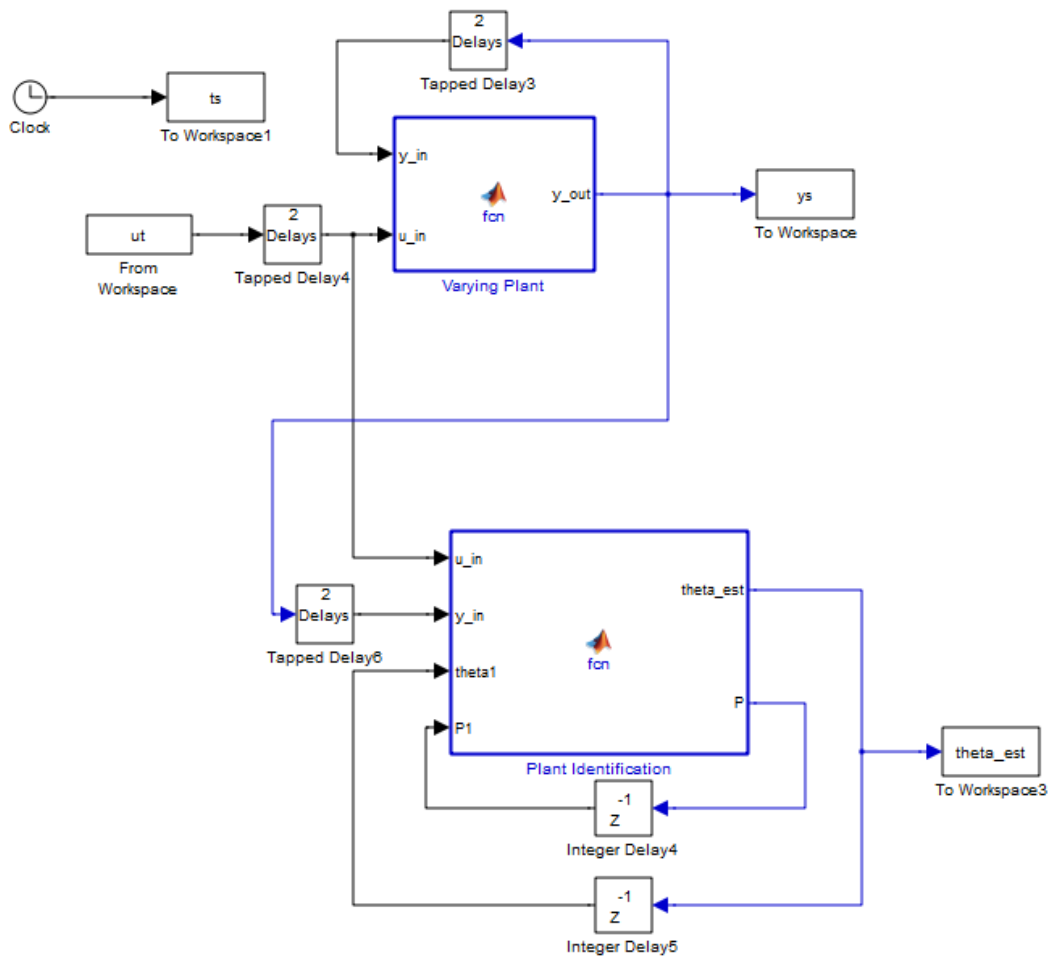 2
Delays
Tapped Delay3
Clock
ts
To Workspace1
y_in
u_in
fcn
y_out
Varying Plant
ys
To Workspace
ut
From
Workspace
2
Delays
Tapped Delay4
u_in
y_in
theta1
P1
fcn
theta_est
P
Plant Identification
2
Delays
Tapped Delay6
theta_est
To Workspace3
-1
Z
Integer Delay4
-1
Z
Integer Delay5